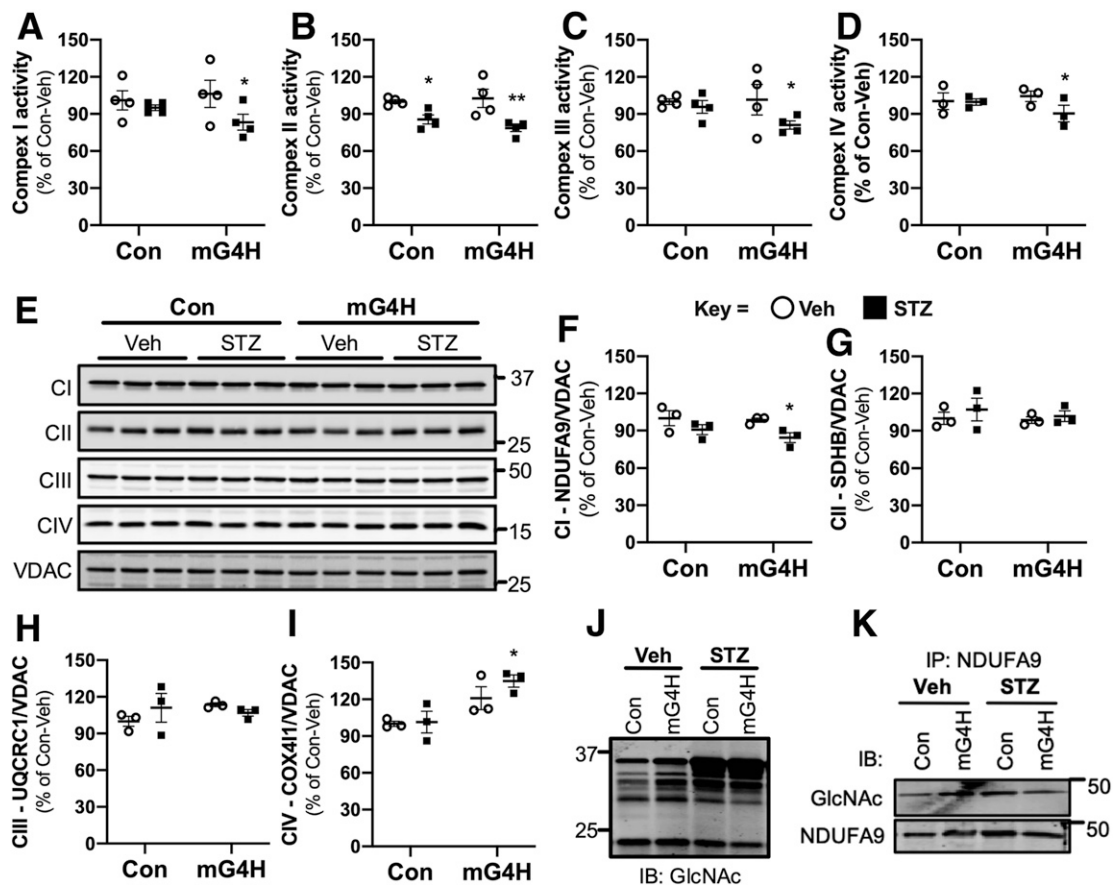 A
Compex I activity
(% of Con-Veh)
150
120
90
60
30
0
Con mG4H
*
B
Compex II activity
(% of Con-Veh)
150
120
90
60
30
0
Con mG4H
*
**
C
Compex III activity
(% of Con-Veh)
150
120
90
60
30
0
Con mG4H
*
D
Compex IV activity
(% of Con-Veh)
150
120
90
60
30
0
Con mG4H
*
E
Con mG4H
Veh STZ Veh STZ
CI 37
CII 25
CIII 50
CIV 15
VDAC 25
Key = Veh STZ
F
CI - NDUFA9/VDAC
(% of Con-Veh)
150
120
90
60
30
0
Con mG4H
*
G
CII - SDHB/VDAC
(% of Con-Veh)
150
120
90
60
30
0
Con mG4H
H
CIII - UQCRC1/VDAC
(% of Con-Veh)
150
120
90
60
30
0
Con mG4H
I
CIV - COX4I1/VDAC
(% of Con-Veh)
150
120
90
60
30
0
Con mG4H
*
J
Veh STZ
Con mG4H Con mG4H
37
25
IB: GlcNAc
K
IP: NDUFA9
Veh STZ
IB: Con mG4H Con mG4H
GlcNAc 50
NDUFA9 50